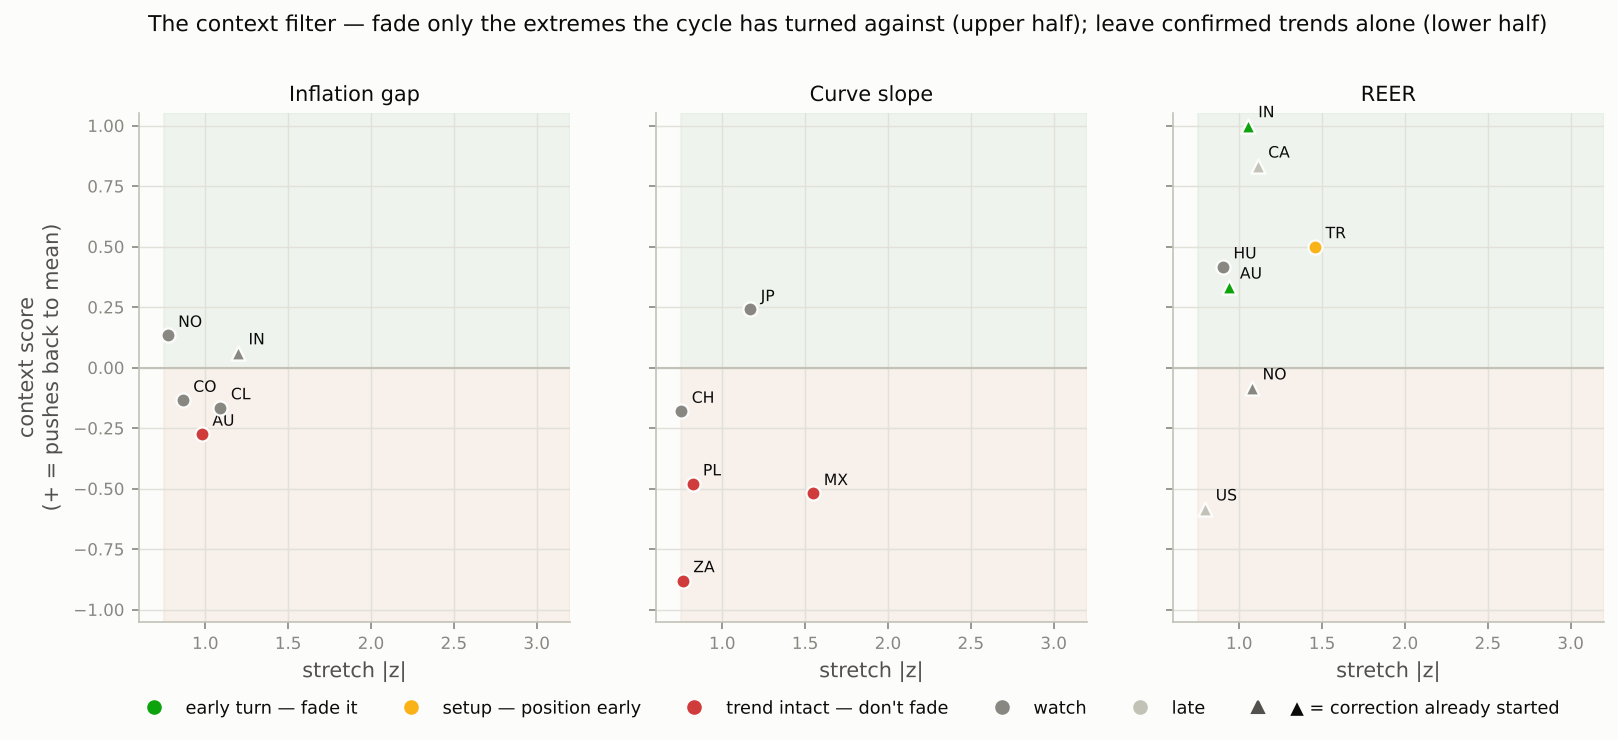 The context filter — fade only the extremes the cycle has turned against (upper half); leave confirmed trends alone (lower half)
Inflation gap
Curve slope
REER
context score
(+ = pushes back to mean)
1.00
0.75
0.50
0.25
0.00
−0.25
−0.50
−0.75
−1.00
NO
IN
CO
CL
AU
JP
CH
PL
MX
ZA
IN
CA
TR
HU
AU
NO
US
1.0 1.5 2.0 2.5 3.0
1.0 1.5 2.0 2.5 3.0
1.0 1.5 2.0 2.5 3.0
stretch |z|
stretch |z|
stretch |z|
early turn — fade it
setup — position early
trend intact — don't fade
watch
late
▲ = correction already started